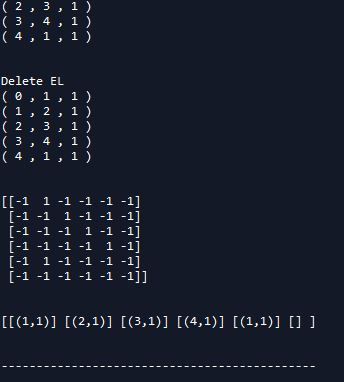 ( 2 , 3 , 1 )
( 3 , 4 , 1 )
( 4 , 1 , 1 )
Delete EL
( 0 , 1 , 1 )
( 1 , 2 , 1 )
( 2 , 3 , 1 )
( 3 , 4 , 1 )
( 4 , 1 , 1 )
[[-1  1 -1 -1 -1 -1]
 [-1 -1  1 -1 -1 -1]
 [-1 -1 -1  1 -1 -1]
 [-1 -1 -1 -1  1 -1]
 [-1  1 -1 -1 -1 -1]
 [-1 -1 -1 -1 -1 -1]]
[[(1,1)] [(2,1)] [(3,1)] [(4,1)] [(1,1)] [] ]
---------------------------------------------